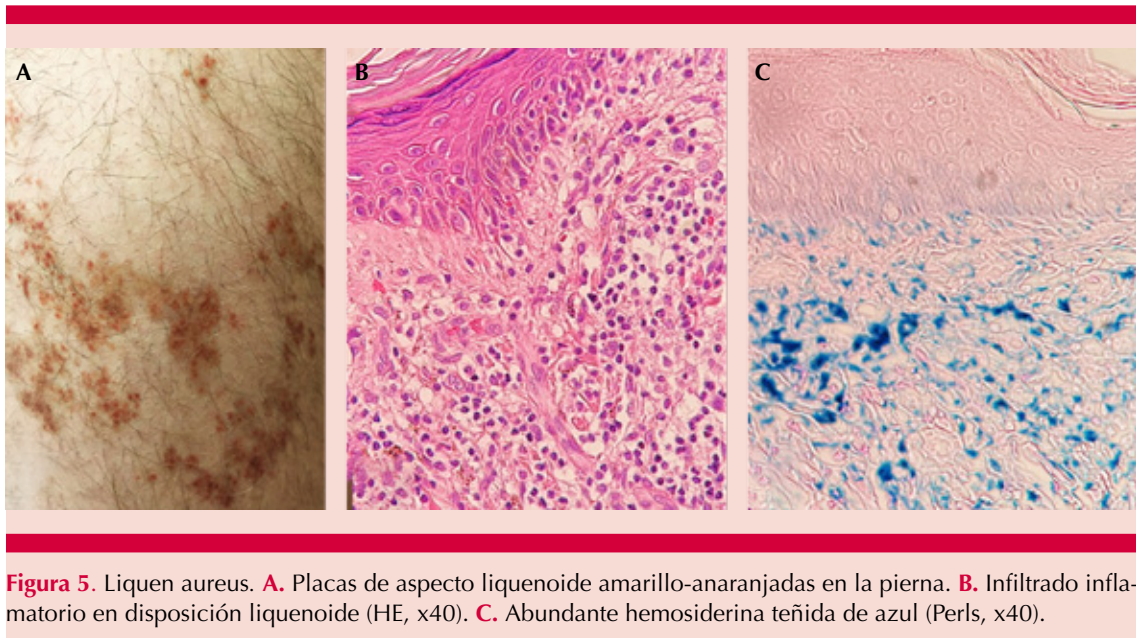 A
B
C
Figura 5. Liquen aureus. A. Placas de aspecto liquenoide amarillo-anaranjadas en la pierna. B. Infiltrado infla-
matorio en disposición liquenoide (HE, x40). C. Abundante hemosiderina teñida de azul (Perls, x40).